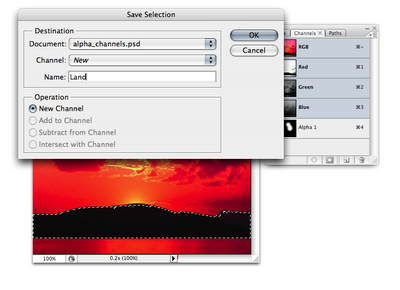 Save Selection
Destination
Document: alpha_channels.psd
Channel: New
Name: Land
OK
Cancel
Operation
New Channel
Add to Channel
Subtract from Channel
Intersect with Channel
Channels × Paths
RGB ⌘~
Red ⌘1
Green ⌘2
Blue ⌘3
Alpha 1 ⌘4
100% 0.2s (100%)